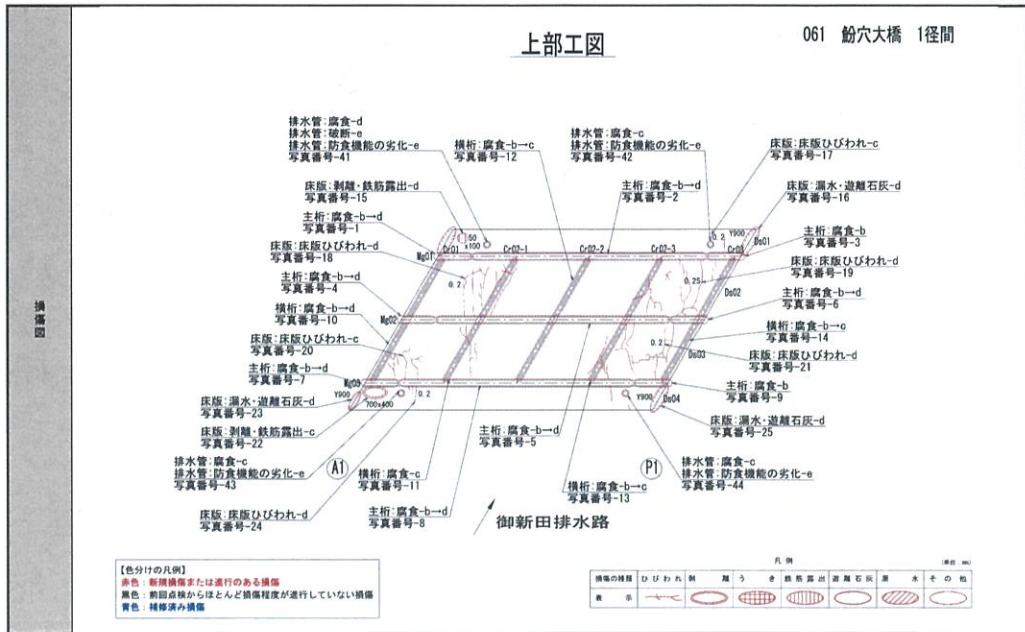 損傷図
上部工図
061 鮒穴大橋 1径間
排水管:腐食-d
排水管:破断-e
排水管:防食機能の劣化-e
写真番号-41
横桁:腐食-b→c
写真番号-12
排水管:腐食-c
排水管:防食機能の劣化-e
写真番号-42
床版:床版ひびわれ-c
写真番号-17
床版:剥離・鉄筋露出-d
写真番号-15
主桁:腐食-b→d
写真番号-2
床版:漏水・遊離石灰-d
写真番号-16
主桁:腐食-b→d
写真番号-1
主桁:腐食-b
写真番号-3
床版:床版ひびわれ-d
写真番号-18
床版:床版ひびわれ-d
写真番号-19
主桁:腐食-b→d
写真番号-4
主桁:腐食-b→d
写真番号-6
横桁:腐食-b→d
写真番号-10
横桁:腐食-b→c
写真番号-14
床版:床版ひびわれ-c
写真番号-20
床版:床版ひびわれ-d
写真番号-21
主桁:腐食-b→d
写真番号-7
主桁:腐食-b
写真番号-9
床版:漏水・遊離石灰-d
写真番号-23
床版:漏水・遊離石灰-d
写真番号-25
床版:剥離・鉄筋露出-c
写真番号-22
主桁:腐食-b→d
写真番号-5
排水管:腐食-c
排水管:防食機能の劣化-e
写真番号-43
横桁:腐食-c
写真番号-11
横桁:腐食-b→c
写真番号-13
排水管:腐食-c
排水管:防食機能の劣化-e
写真番号-44
床版:床版ひびわれ-d
写真番号-24
主桁:腐食-b→d
写真番号-8
Mg01
Mg02
Mg03
Cr01
Cr02-1
Cr02-2
Cr02-3
Cr03
Ds01
Ds02
Ds03
Ds04
x100
0.2
0.2
Y900
0.25
0.2
Y900
700x400
0.2
Y900
A1
P1
御新田排水路
【色分けの凡例】
赤色:新規損傷または進行のある損傷
黒色:前回点検からほとんど損傷程度が進行していない損傷
青色:補修済み損傷
凡例
損傷の種類 ひびわれ 剥離 うき 鉄筋露出 遊離石灰 漏水 その他
表示